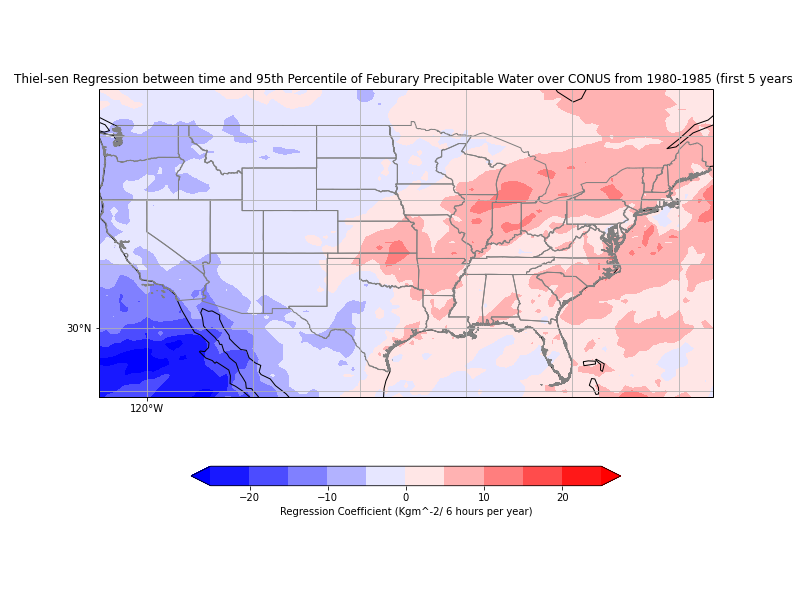 Thiel-sen Regression between time and 95th Percentile of Feburary Precipitable Water over CONUS from 1980-1985 (first 5 years
30°N
120°W
−20 −10 0 10 20
Regression Coefficient (Kgm^-2/ 6 hours per year)